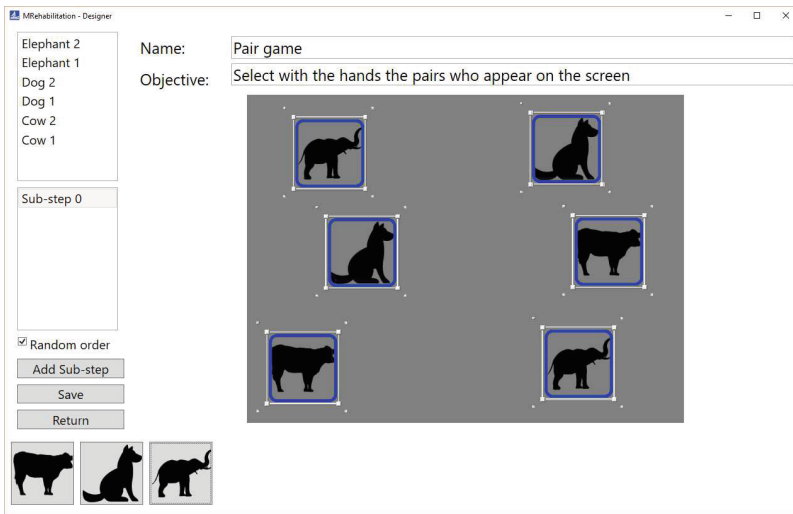 MRehabilitation - Designer
Elephant 2
Elephant 1
Dog 2
Dog 1
Cow 2
Cow 1
Name:
Pair game
Objective:
Select with the hands the pairs who appear on the screen
Sub-step 0
Random order
Add Sub-step
Save
Return